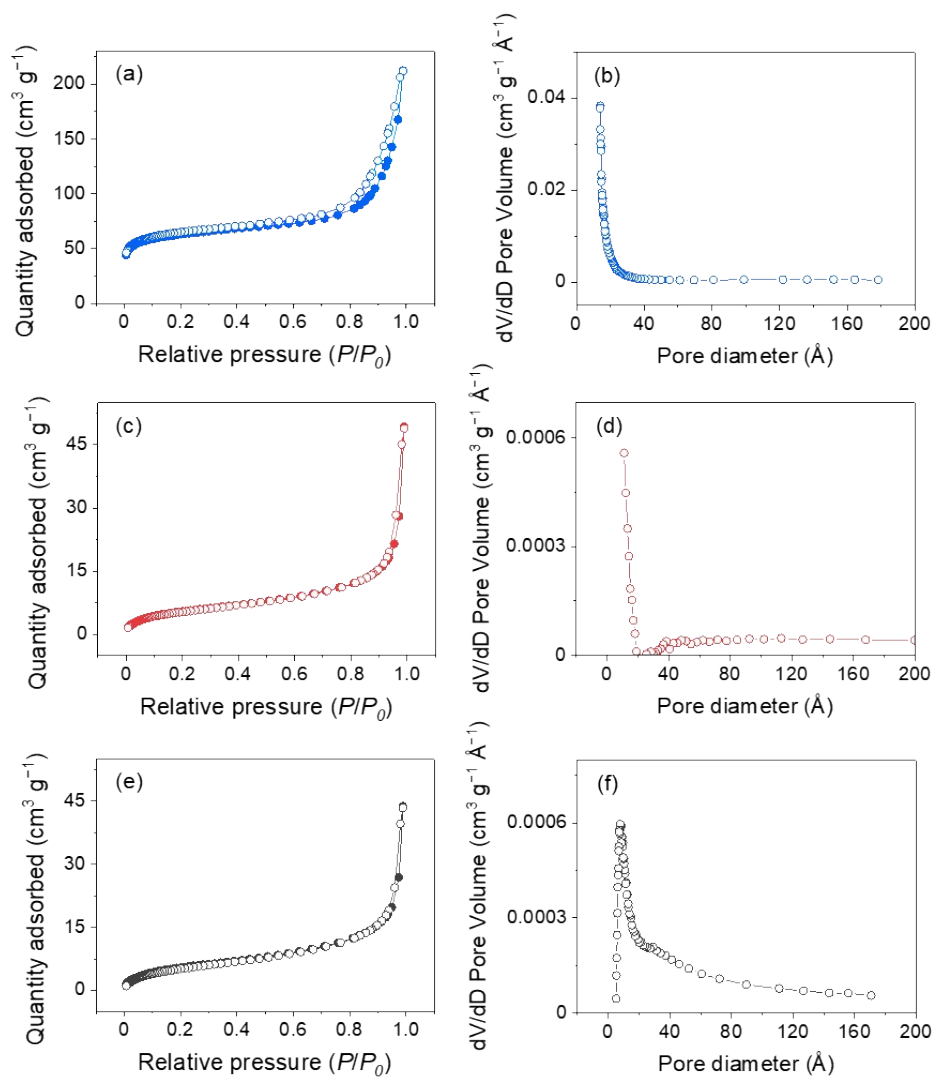 (a)
Quantity adsorbed (cm³ g⁻¹)
200
150
100
50
0
0 0.2 0.4 0.6 0.8 1.0
Relative pressure (P/P₀)
(b)
dV/dD Pore Volume (cm³ g⁻¹ Å⁻¹)
0.04
0.02
0
0 40 80 120 160 200
Pore diameter (Å)
(c)
Quantity adsorbed (cm³ g⁻¹)
45
30
15
0
0 0.2 0.4 0.6 0.8 1.0
Relative pressure (P/P₀)
(d)
dV/dD Pore Volume (cm³ g⁻¹ Å⁻¹)
0.0006
0.0003
0
0 40 80 120 160 200
Pore diameter (Å)
(e)
Quantity adsorbed (cm³ g⁻¹)
45
30
15
0
0 0.2 0.4 0.6 0.8 1.0
Relative pressure (P/P₀)
(f)
dV/dD Pore Volume (cm³ g⁻¹ Å⁻¹)
0.0006
0.0003
0
0 40 80 120 160 200
Pore diameter (Å)